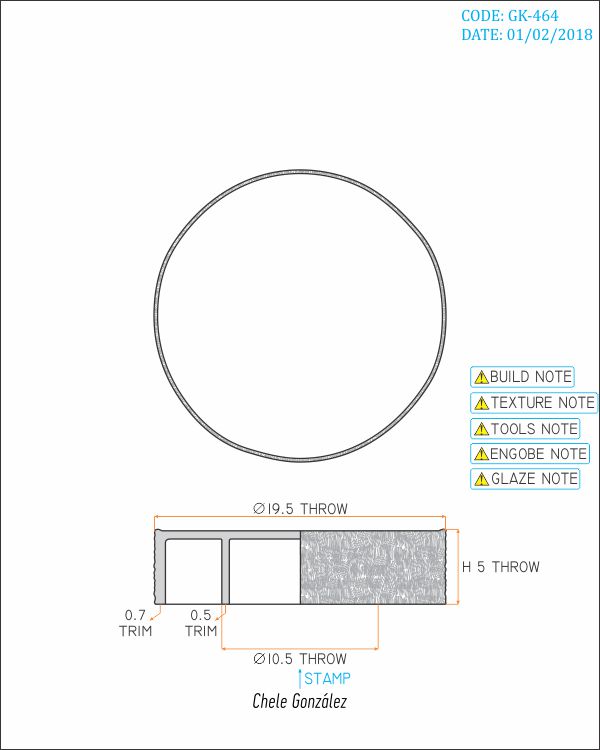 CODE: GK-464
DATE: 01/02/2018
BUILD NOTE
TEXTURE NOTE
TOOLS NOTE
ENGOBE NOTE
GLAZE NOTE
∅19.5 THROW
H 5 THROW
0.7
TRIM
0.5
TRIM
∅10.5 THROW
STAMP
Chele González